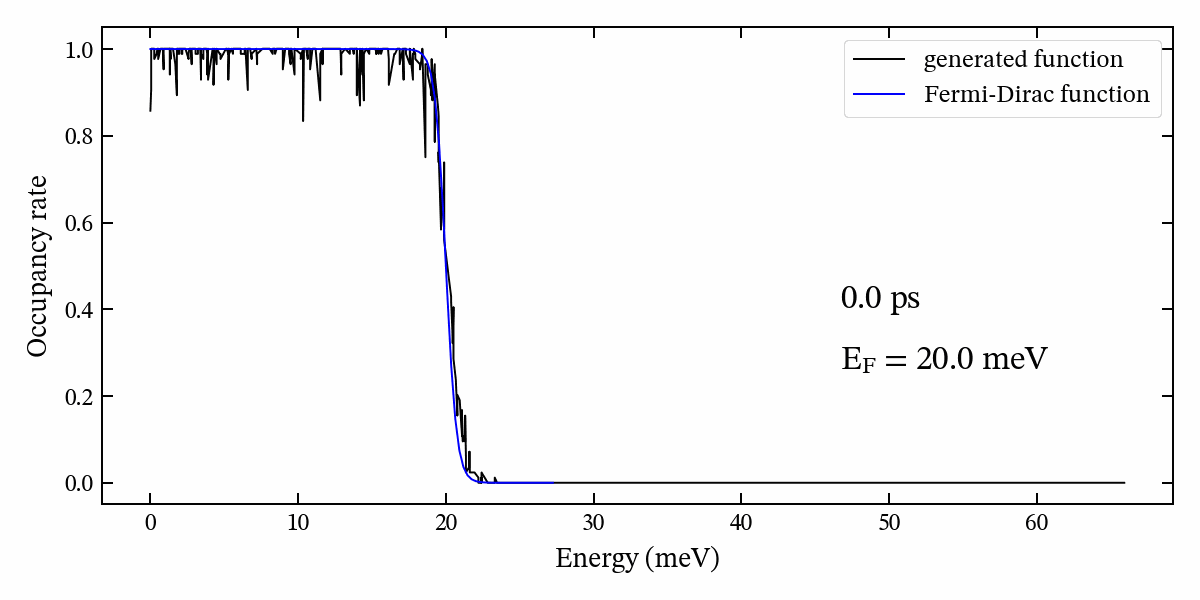 generated function
Fermi-Dirac function
1.0
0.8
0.6
0.4
0.2
0.0
Occupancy rate
0.0 ps
E_F = 20.0 meV
0 10 20 30 40 50 60
Energy (meV)